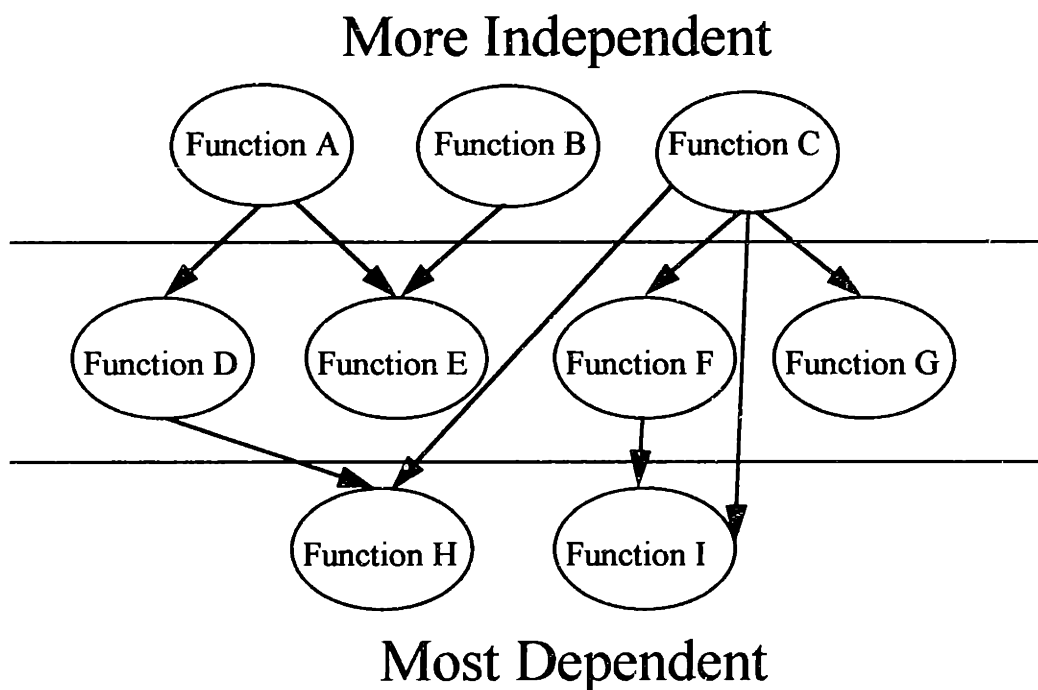 More Independent
Function A
Function B
Function C
Function D
Function E
Function F
Function G
Function H
Function I
Most Dependent